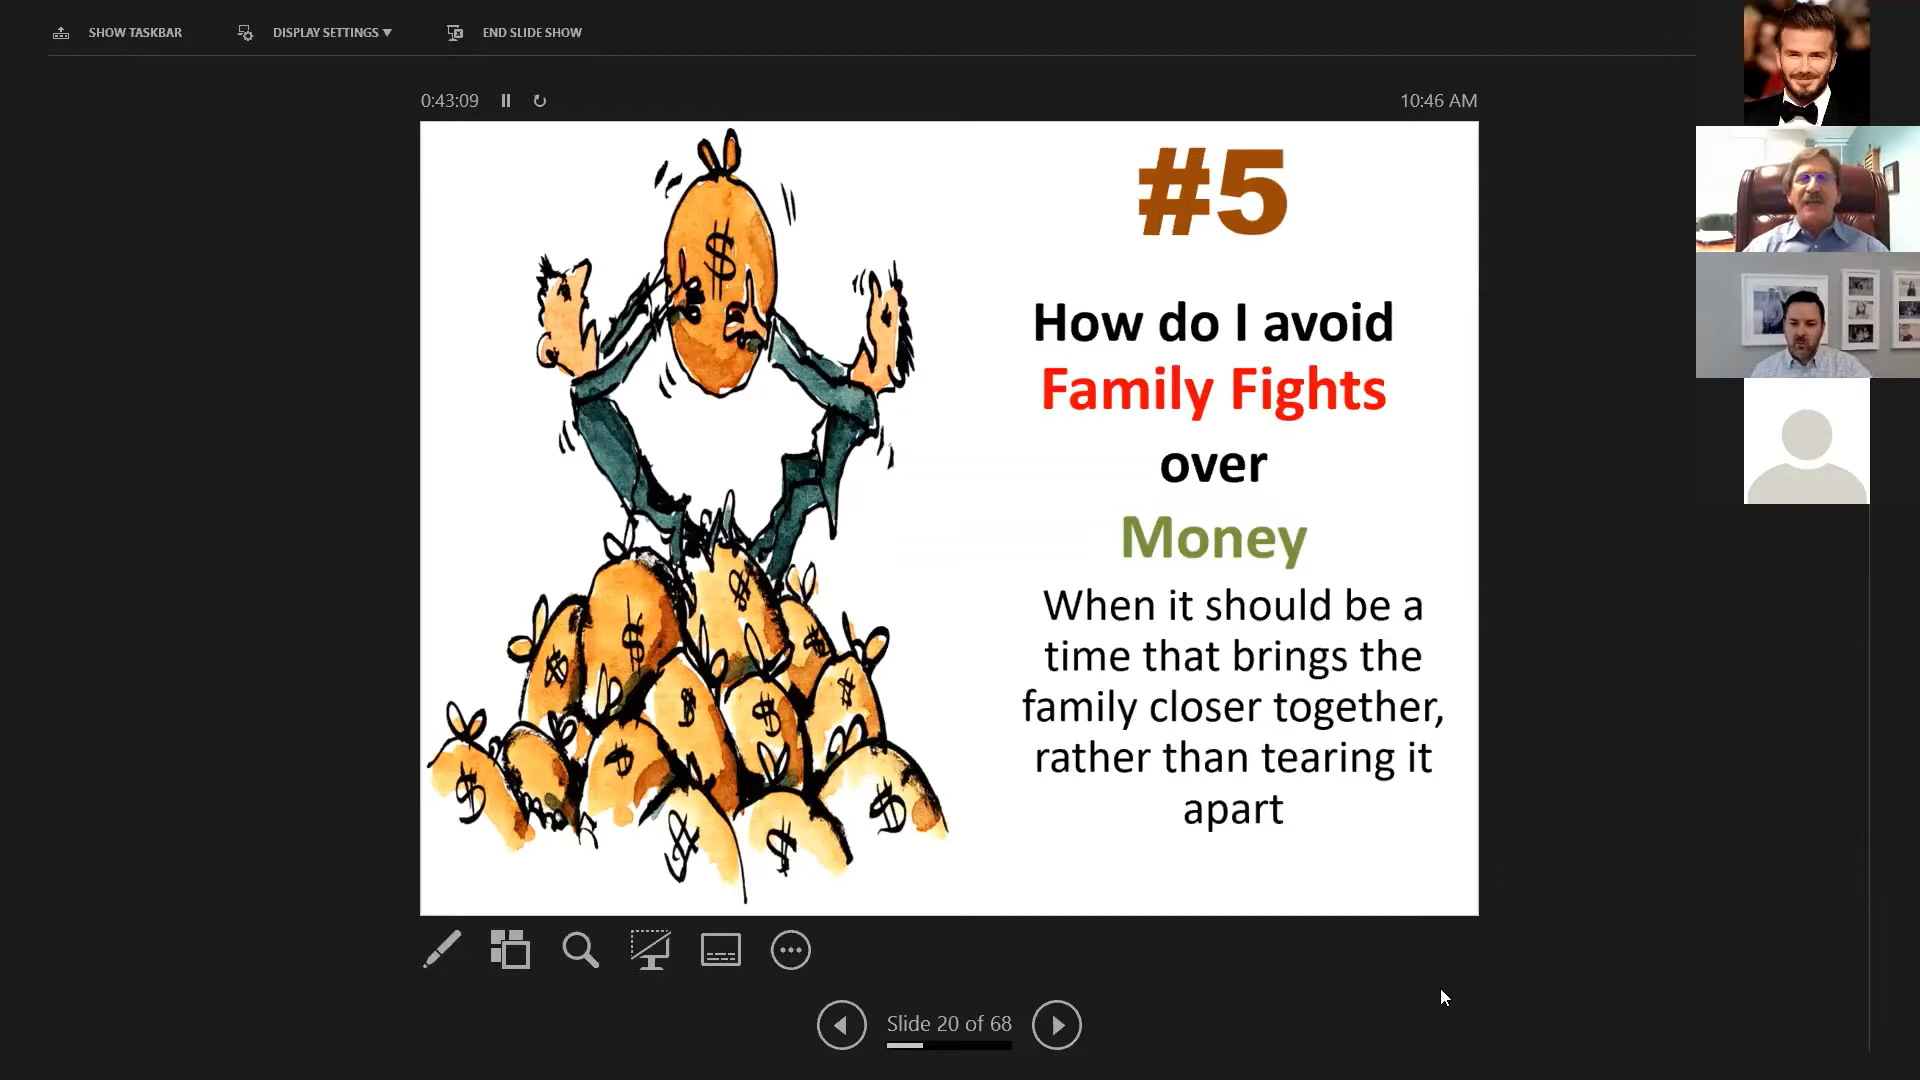 SHOW TASKBAR
DISPLAY SETTINGS ▼
END SLIDE SHOW
0:43:09
10:46 AM
#5
How do I avoid
Family Fights
over
Money
When it should be a
time that brings the
family closer together,
rather than tearing it
apart
$
$
$
$
$
$
$
$
$
$
Slide 20 of 68